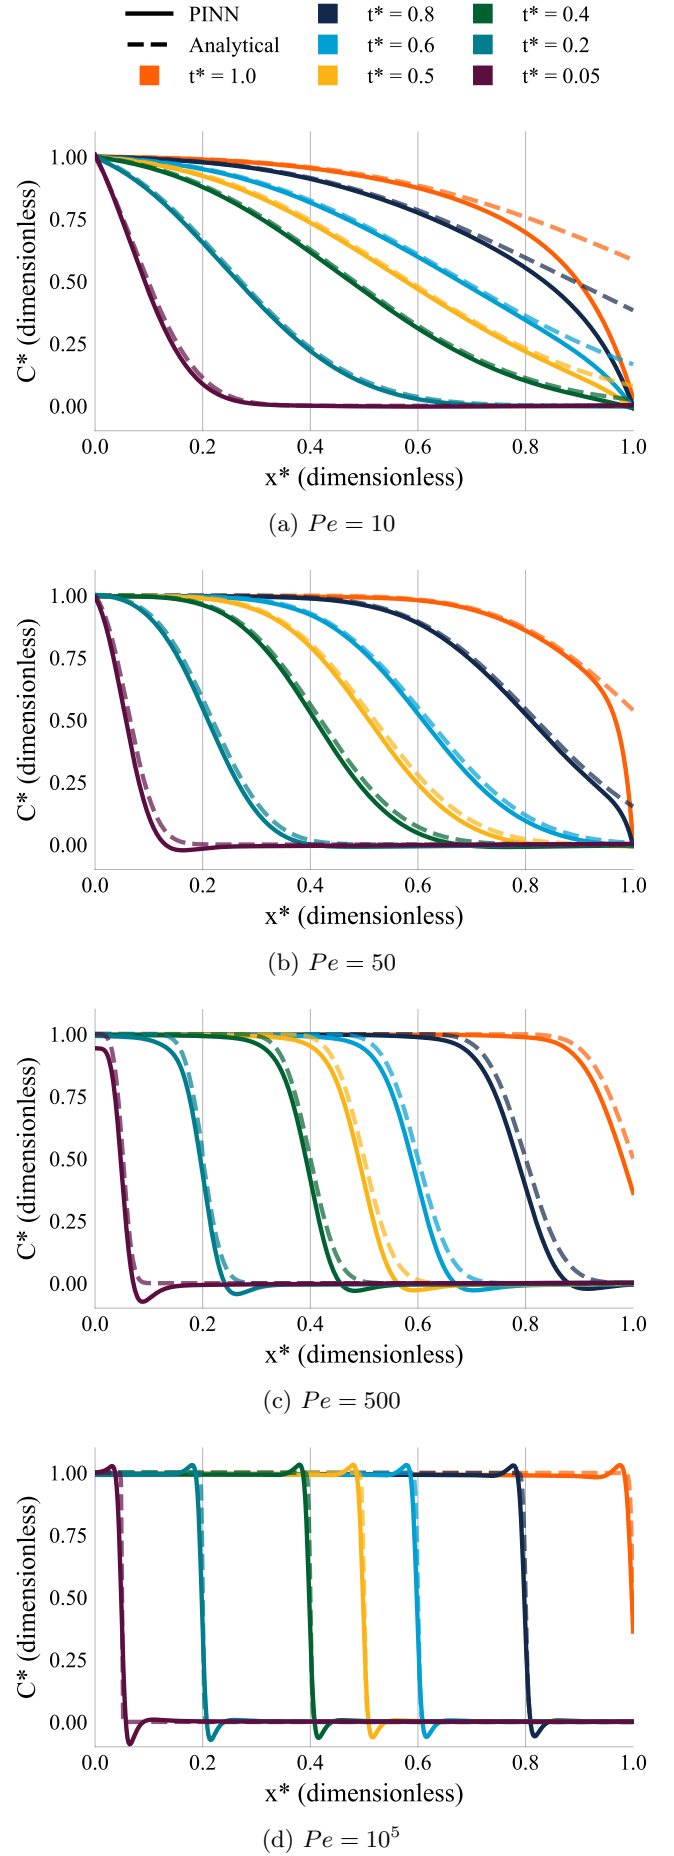 PINN
Analytical
t* = 1.0
t* = 0.8
t* = 0.6
t* = 0.5
t* = 0.4
t* = 0.2
t* = 0.05
C* (dimensionless)
1.00
0.75
0.50
0.25
0.00
0.0 0.2 0.4 0.6 0.8 1.0
x* (dimensionless)
(a) Pe = 10
C* (dimensionless)
1.00
0.75
0.50
0.25
0.00
0.0 0.2 0.4 0.6 0.8 1.0
x* (dimensionless)
(b) Pe = 50
C* (dimensionless)
1.00
0.75
0.50
0.25
0.00
0.0 0.2 0.4 0.6 0.8 1.0
x* (dimensionless)
(c) Pe = 500
C* (dimensionless)
1.00
0.75
0.50
0.25
0.00
0.0 0.2 0.4 0.6 0.8 1.0
x* (dimensionless)
(d) Pe = 10⁵